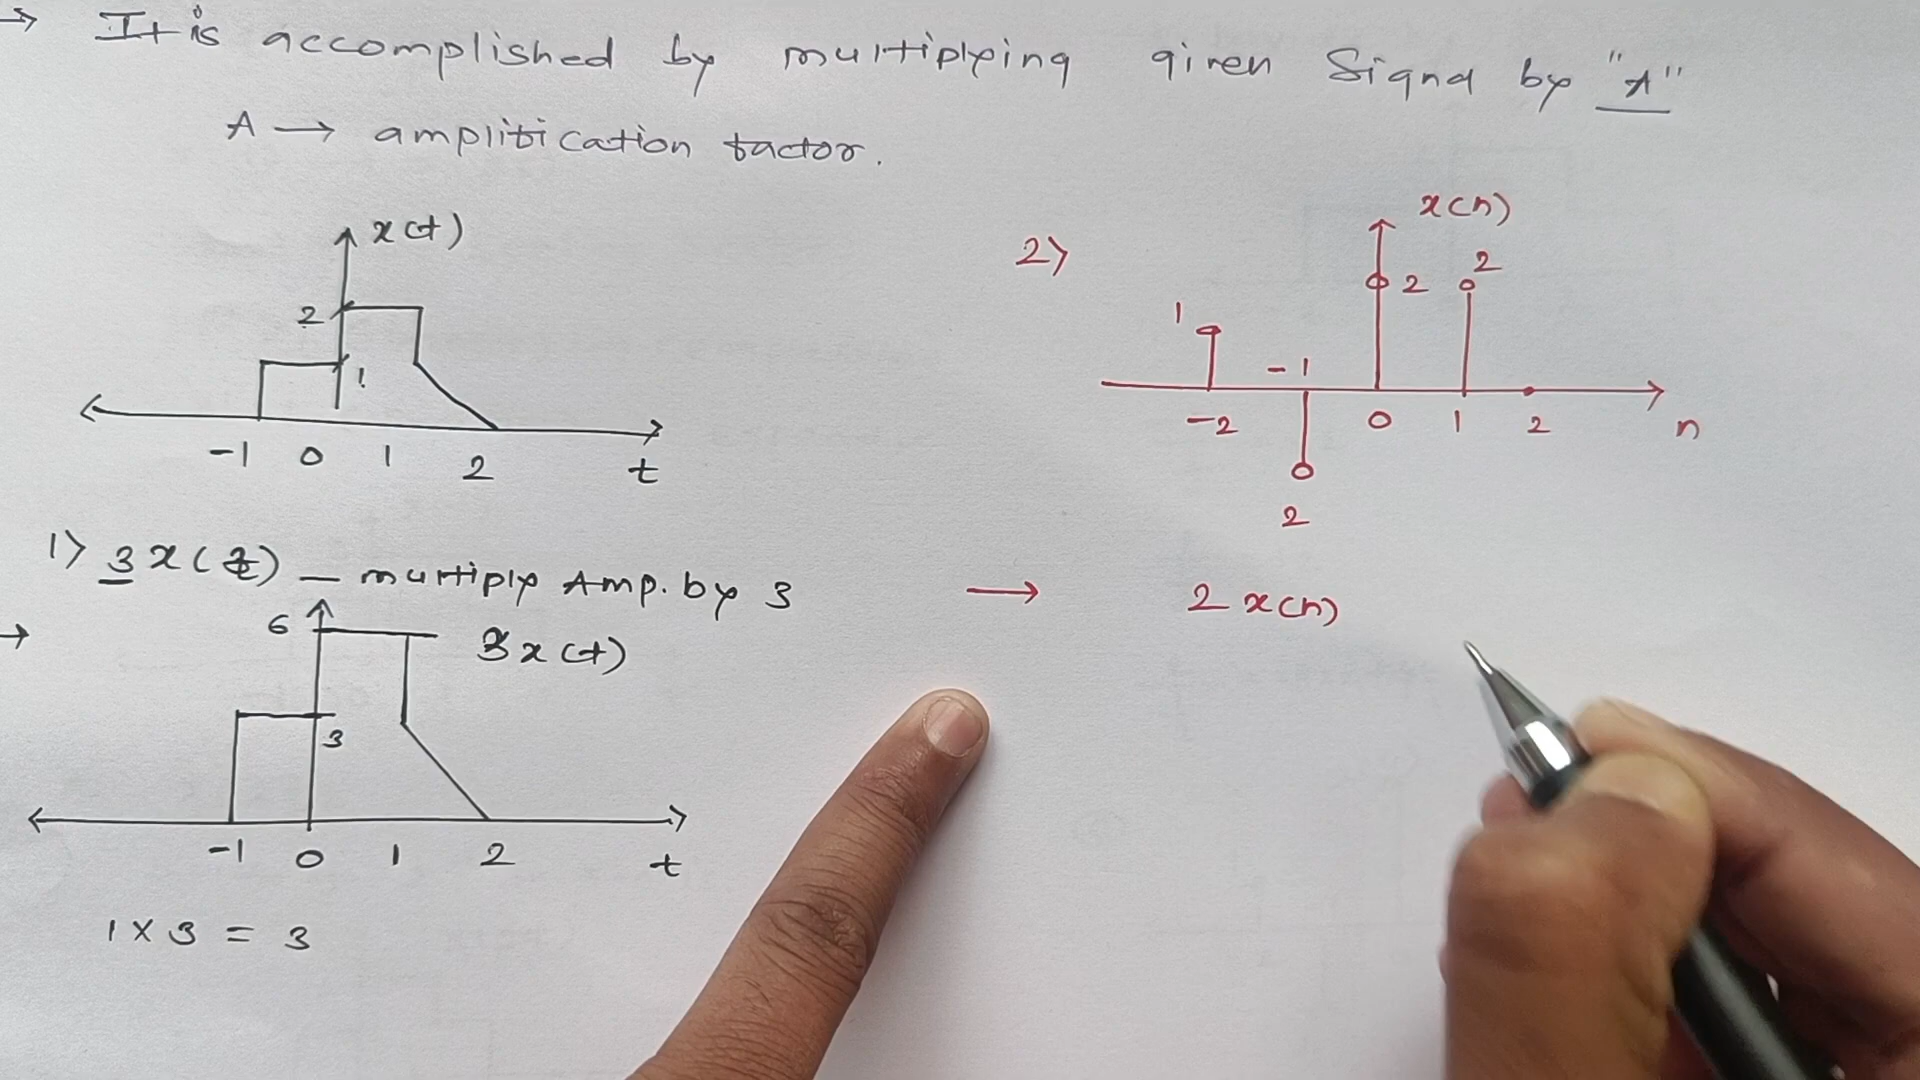 → It is accomplished by multiplying given Signal by "A"
A → amplification factor.
x(t)
2
1
-1 0 1 2 t
1) 3x(t) — multiply Amp. by 3
→
6
3x(t)
3
-1 0 1 2 t
1 x 3 = 3
2)
x(n)
2
2
1
-1
-2 0 1 2 n
2
→ 2x(n)